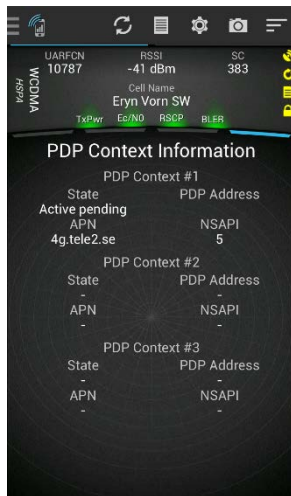 UARFCN RSSI SC
10787 -41 dBm 383
WCDMA
HSPA
Cell Name
Eryn Vorn SW
TxPwr Ec/N0 RSCP BLER
PDP Context Information
PDP Context #1
State PDP Address
Active pending
APN NSAPI
4g.tele2.se 5
PDP Context #2
State PDP Address
- -
APN NSAPI
- -
PDP Context #3
State PDP Address
- -
APN NSAPI
- -